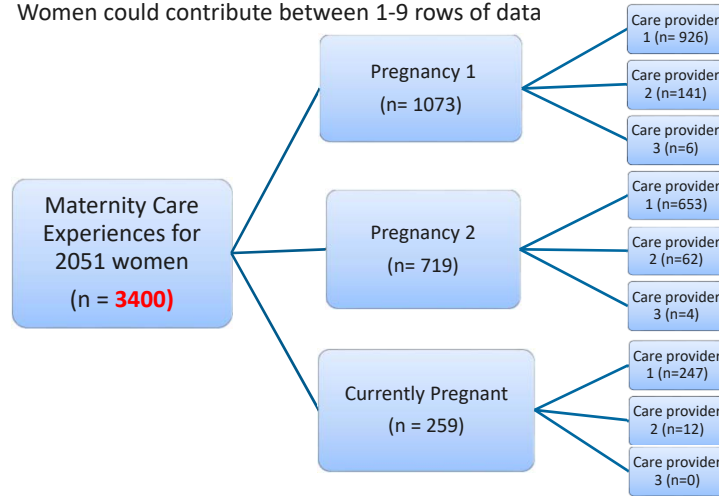 Women could contribute between 1-9 rows of data
Maternity Care
Experiences for
2051 women
(n = 3400)
Pregnancy 1
(n= 1073)
Care provider
1 (n= 926)
Care provider
2 (n=141)
Care provider
3 (n=6)
Pregnancy 2
(n= 719)
Care provider
1 (n=653)
Care provider
2 (n=62)
Care provider
3 (n=4)
Currently Pregnant
(n = 259)
Care provider
1 (n=247)
Care provider
2 (n=12)
Care provider
3 (n=0)